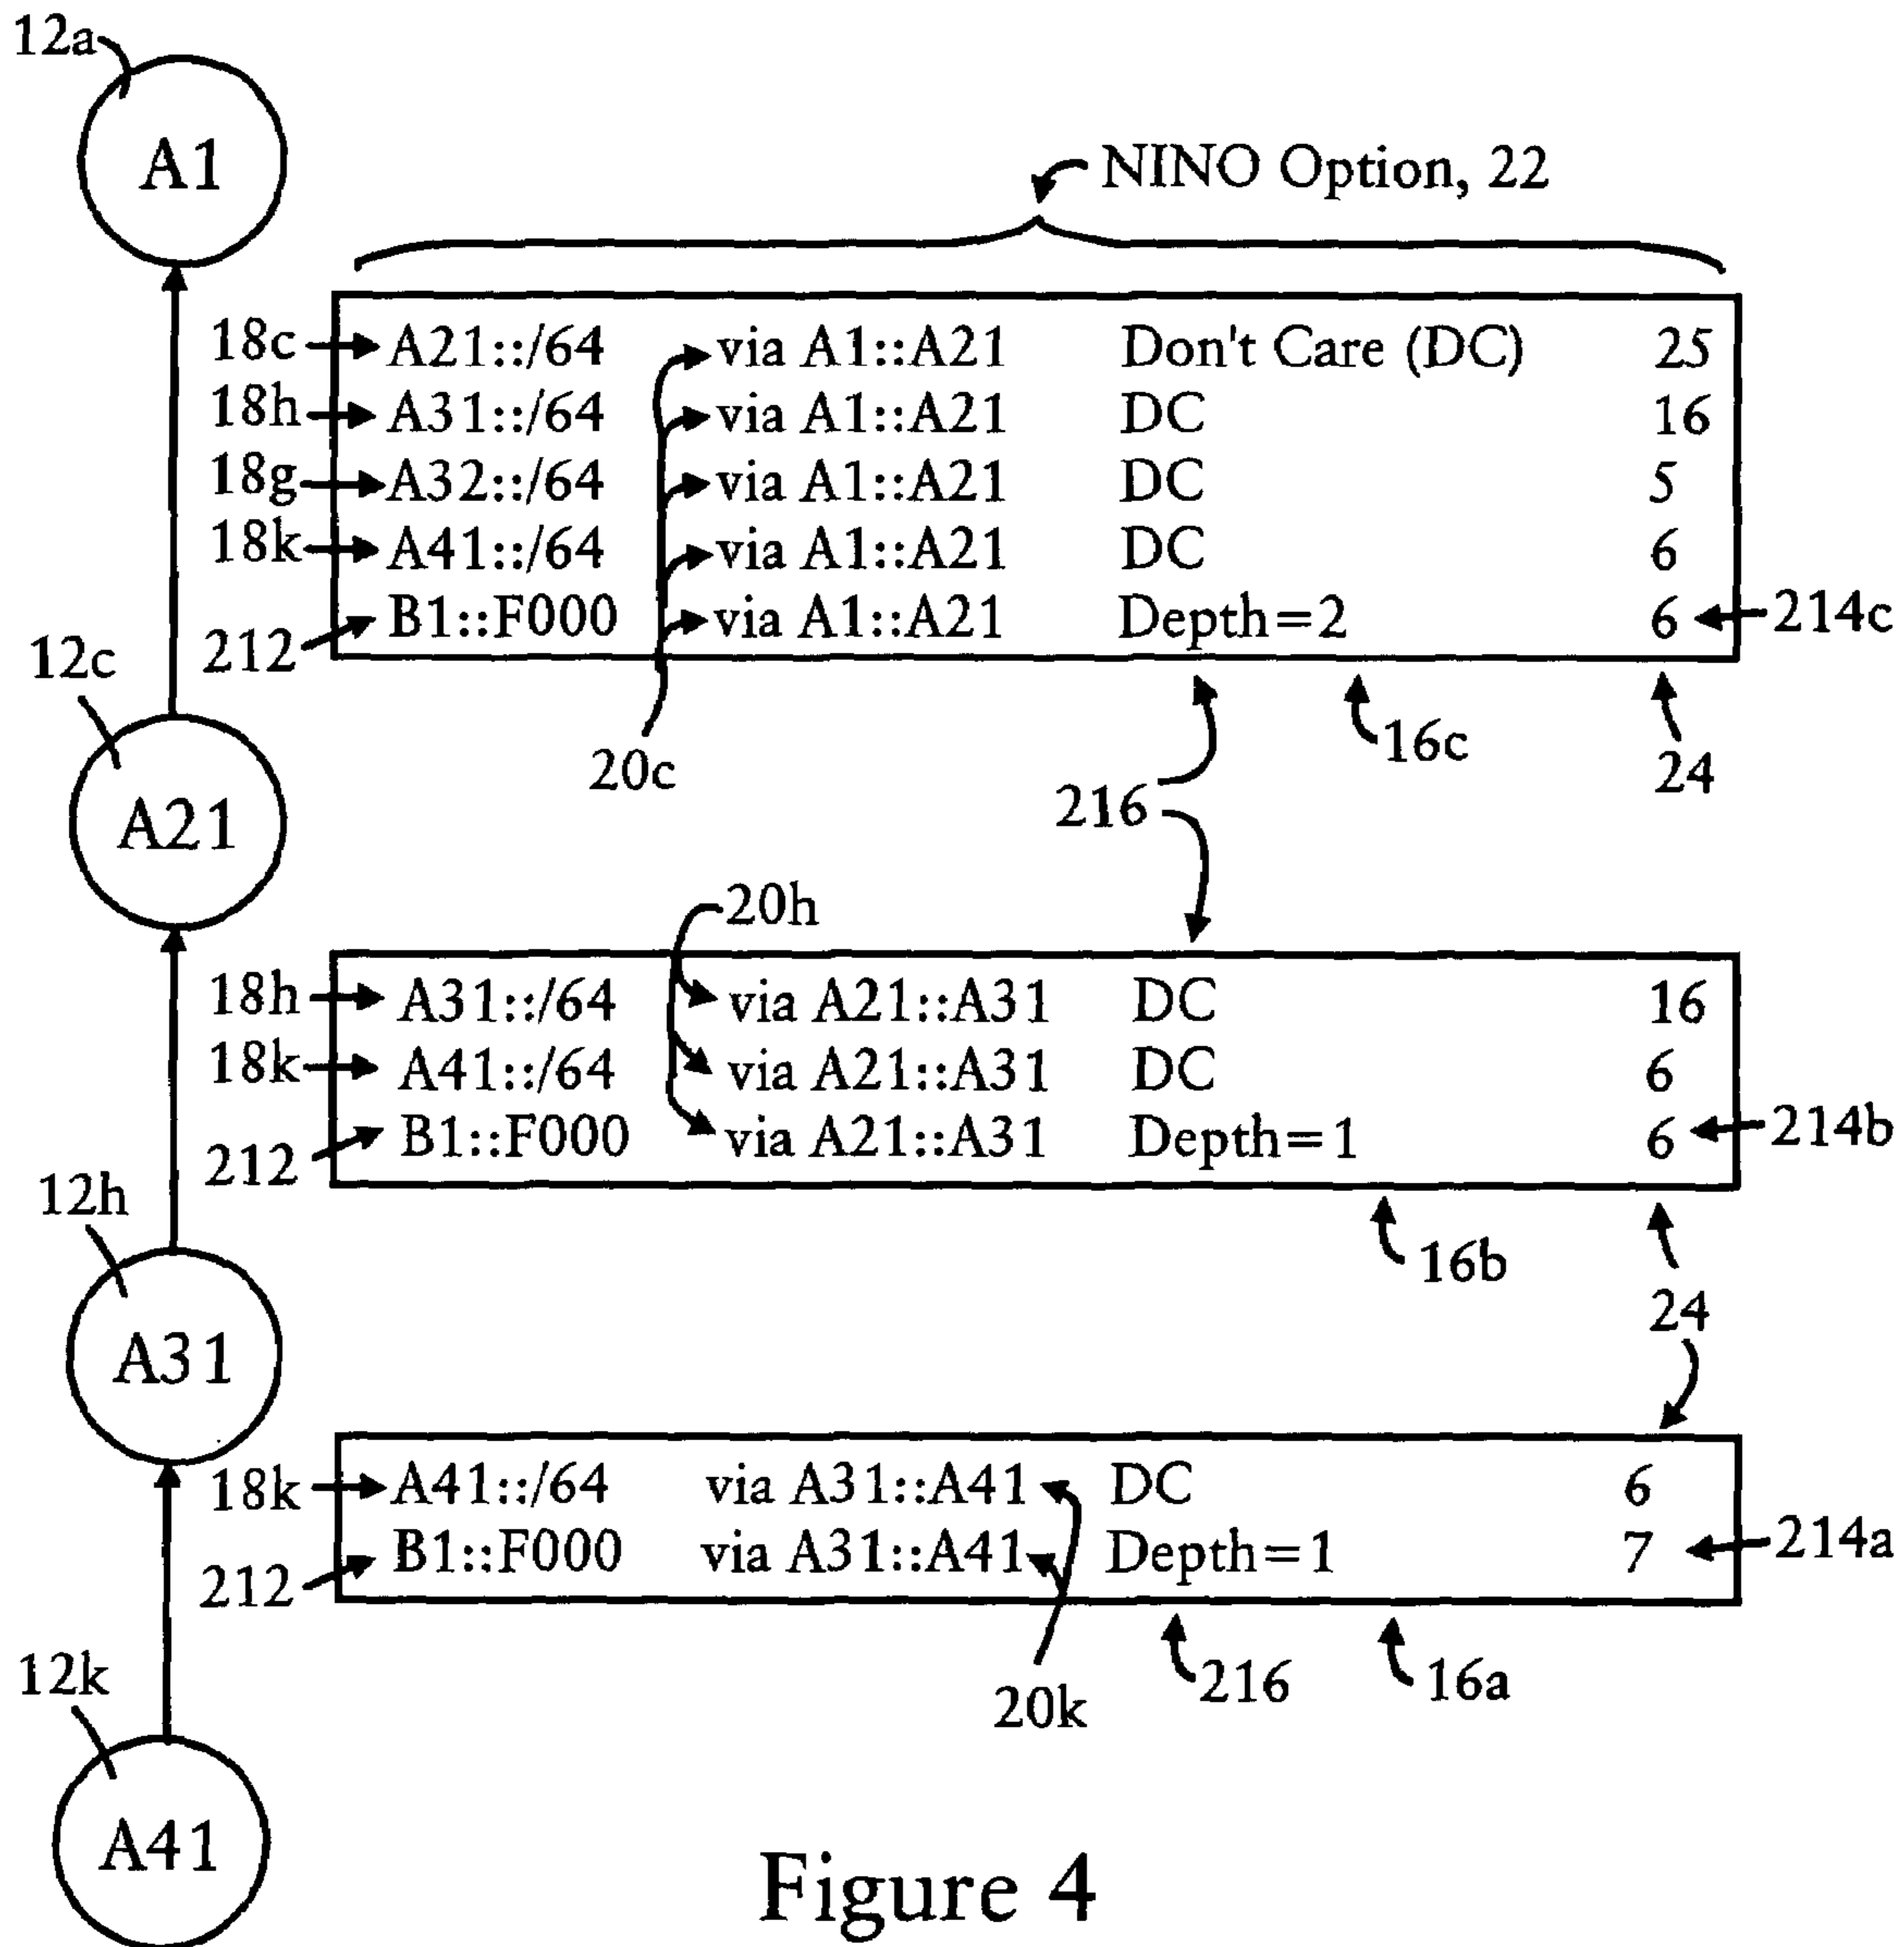 12a
A1
NINO Option, 22
18c A21::/64 via A1::A21 Don't Care (DC) 25
18h A31::/64 via A1::A21 DC 16
18g A32::/64 via A1::A21 DC 5
18k A41::/64 via A1::A21 DC 6
212 B1::F000 via A1::A21 Depth=2 6 214c
12c
20c
216
16c
24
A21
20h
18h A31::/64 via A21::A31 DC 16
18k A41::/64 via A21::A31 DC 6
212 B1::F000 via A21::A31 Depth=1 6 214b
12h
16b
24
A31
18k A41::/64 via A31::A41 DC 6
212 B1::F000 via A31::A41 Depth=1 7 214a
12k
20k
216
16a
A41
Figure 4